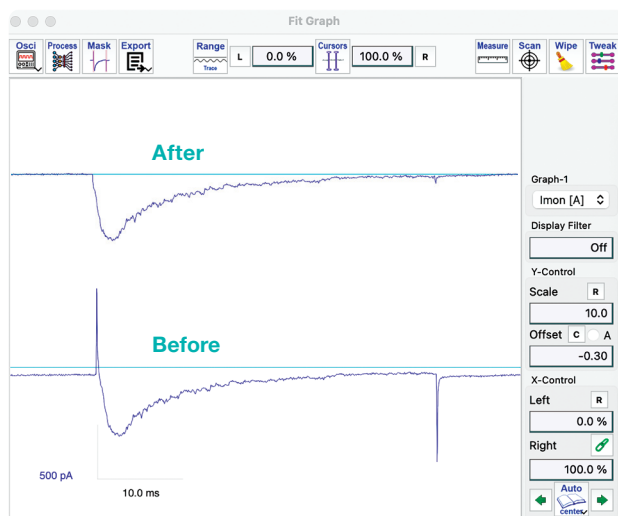 Fit Graph
Osci Process Mask Export Range Cursors Measure Scan Wipe Tweak
Trace L 0.0 % 100.0 % R
After
Graph-1
Imon [A]
Display Filter
Off
Y-Control
Scale R
10.0
Offset C A
-0.30
Before
X-Control
Left R
0.0 %
Right
100.0 %
500 pA
10.0 ms
Auto
center